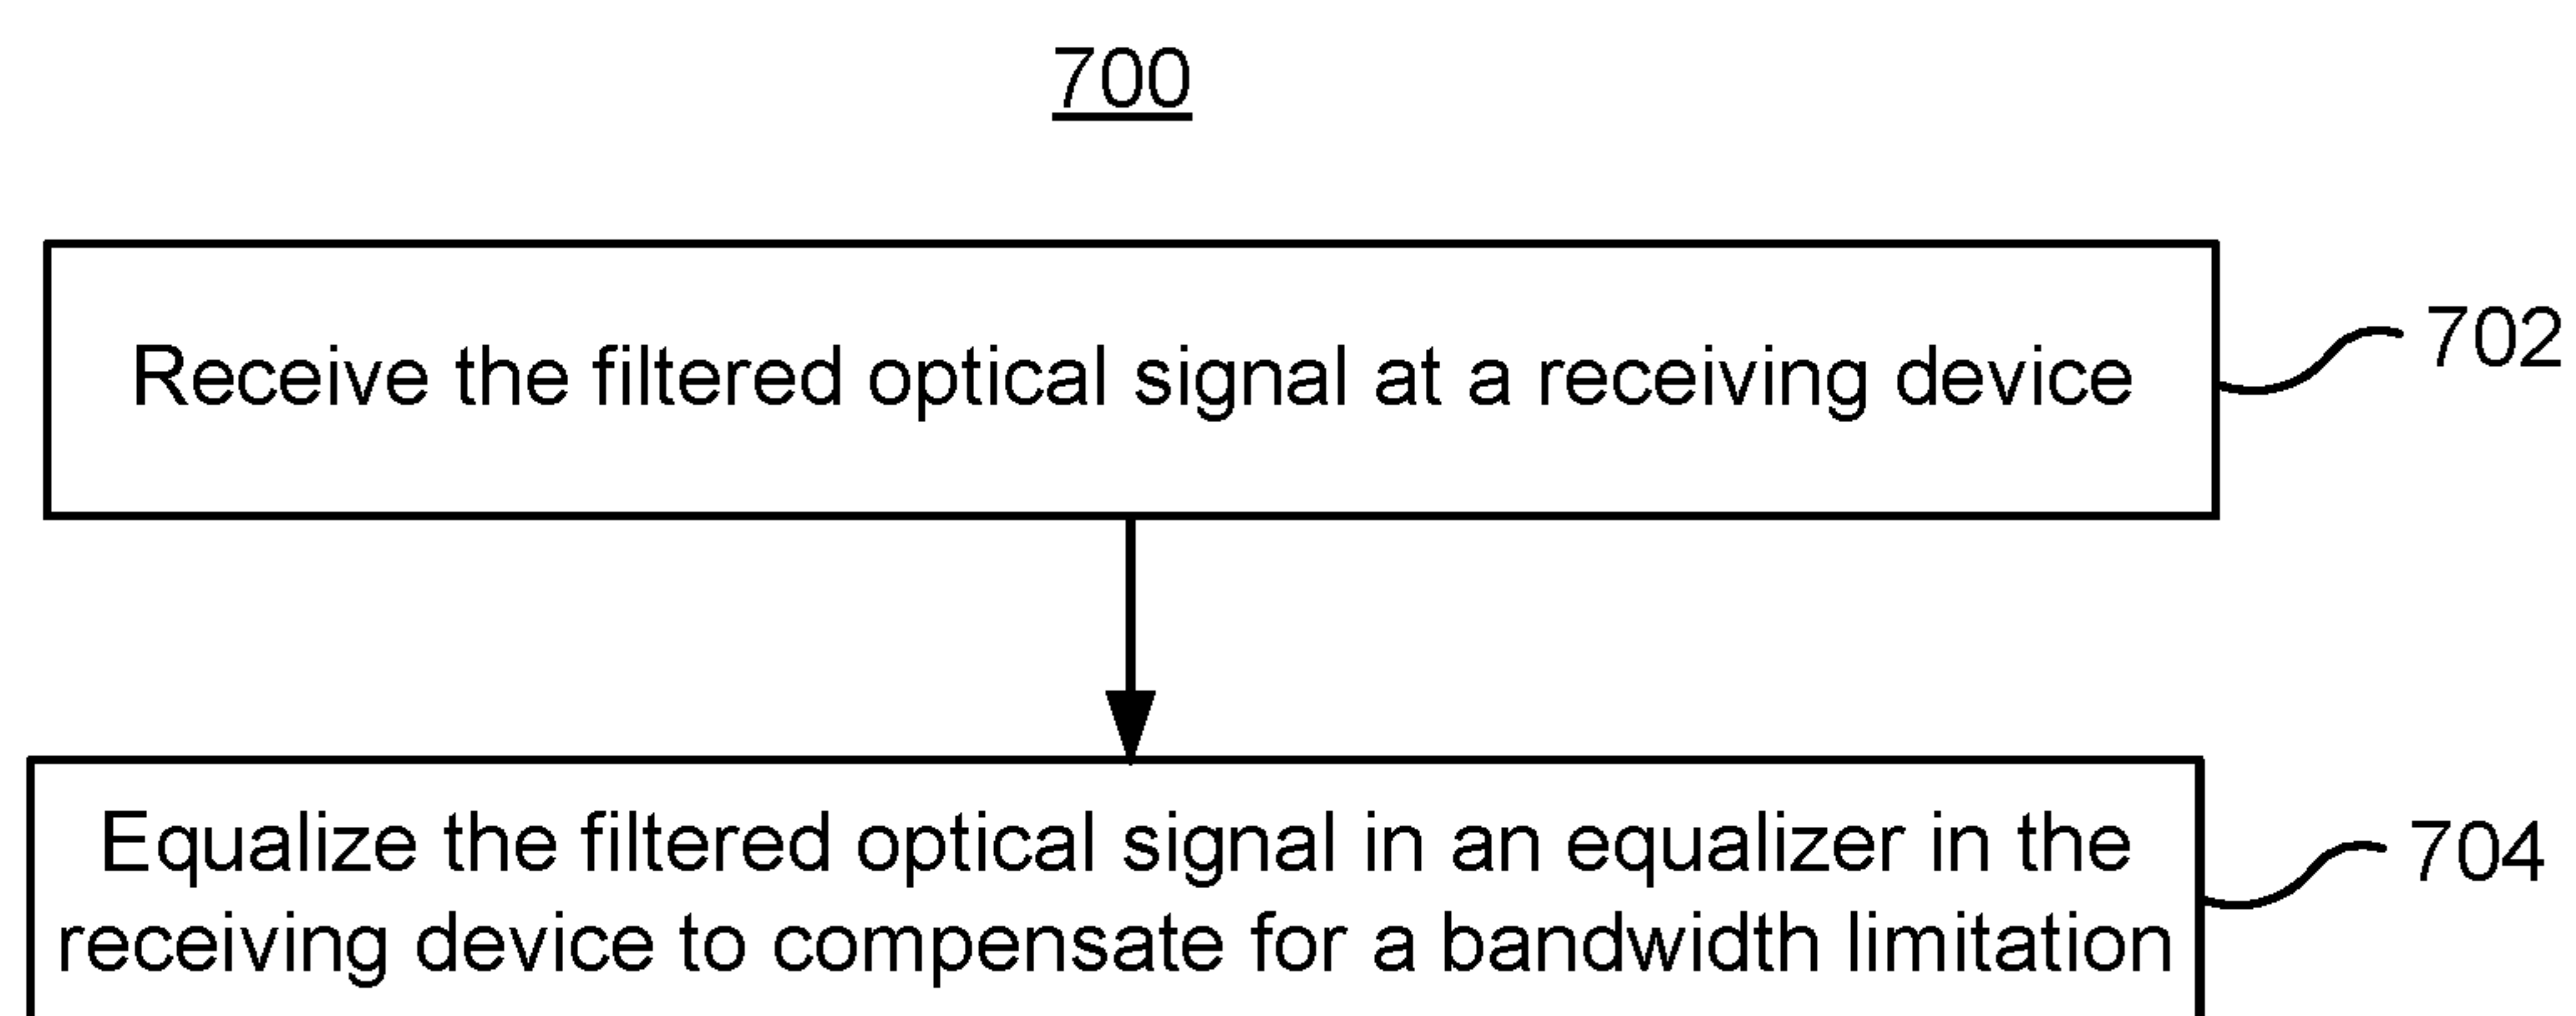 700
Receive the filtered optical signal at a receiving device
702
Equalize the filtered optical signal in an equalizer in the
receiving device to compensate for a bandwidth limitation
704